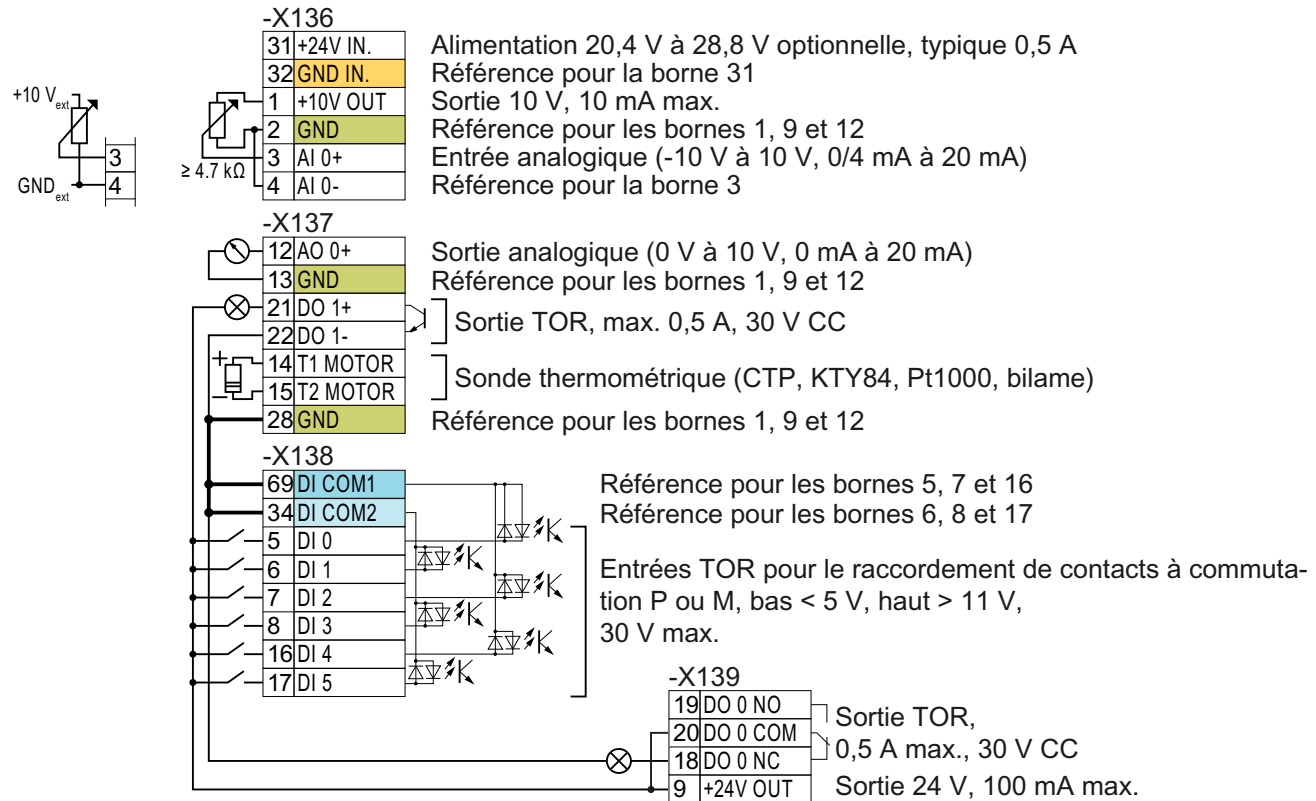 -X136
31 +24V IN. Alimentation 20,4 V à 28,8 V optionnelle, typique 0,5 A
32 GND IN. Référence pour la borne 31
1 +10V OUT Sortie 10 V, 10 mA max.
2 GND Référence pour les bornes 1, 9 et 12
3 AI 0+ Entrée analogique (-10 V à 10 V, 0/4 mA à 20 mA)
4 AI 0- Référence pour la borne 3
+10 Vext
3
GNDext 4
≥ 4.7 kΩ
-X137
12 AO 0+ Sortie analogique (0 V à 10 V, 0 mA à 20 mA)
13 GND Référence pour les bornes 1, 9 et 12
21 DO 1+
22 DO 1-
Sortie TOR, max. 0,5 A, 30 V CC
+ 14 T1 MOTOR
− 15 T2 MOTOR
Sonde thermométrique (CTP, KTY84, Pt1000, bilame)
28 GND Référence pour les bornes 1, 9 et 12
-X138
69 DI COM1 Référence pour les bornes 5, 7 et 16
34 DI COM2 Référence pour les bornes 6, 8 et 17
5 DI 0
6 DI 1
7 DI 2
8 DI 3
16 DI 4
17 DI 5
Entrées TOR pour le raccordement de contacts à commuta-
tion P ou M, bas < 5 V, haut > 11 V,
30 V max.
-X139
19 DO 0 NO
20 DO 0 COM
18 DO 0 NC
Sortie TOR,
0,5 A max., 30 V CC
9 +24V OUT Sortie 24 V, 100 mA max.